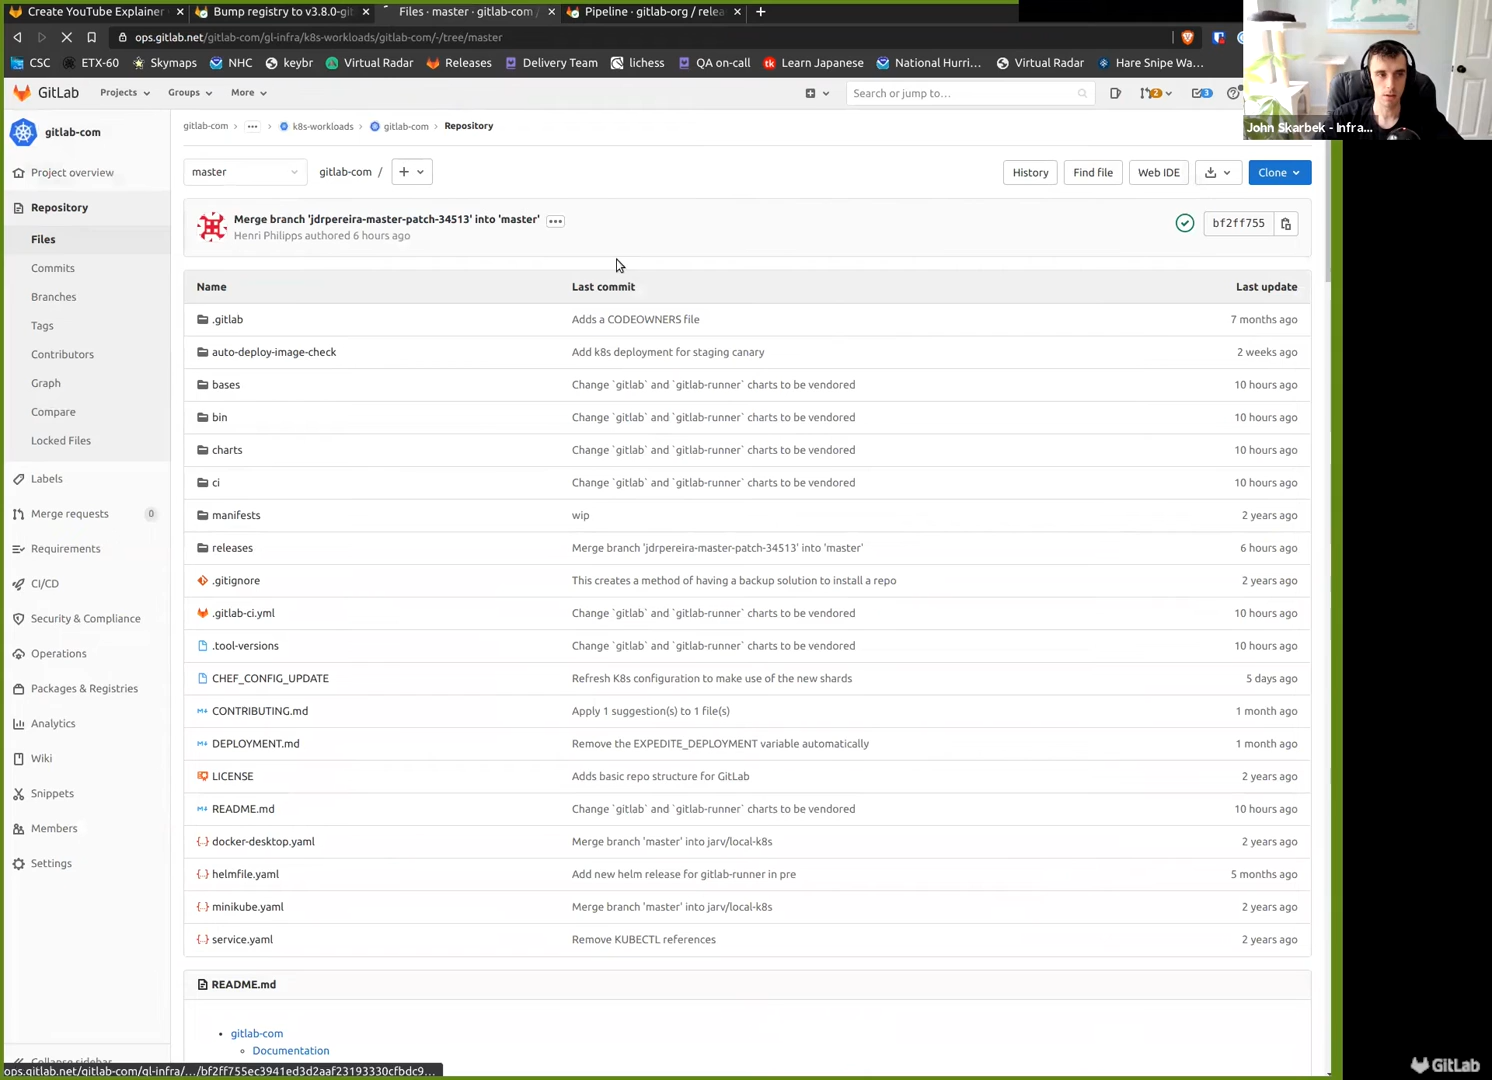 Create YouTube Explainer
Bump registry to v3.8.0-git
Files · master · gitlab-com /
Pipeline · gitlab-org / relea
ops.gitlab.net/gitlab-com/gl-infra/k8s-workloads/gitlab-com/-/tree/master
CSC ETX-60 Skymaps NHC keybr Virtual Radar Releases Delivery Team lichess QA on-call Learn Japanese National Hurri... Virtual Radar Hare Snipe Wa...
GitLab Projects Groups More Search or jump to... 2 3
John Skarbek - Infra...
gitlab-com
gitlab-com > ... > k8s-workloads > gitlab-com > Repository
Project overview
Repository
Files
Commits
Branches
Tags
Contributors
Graph
Compare
Locked Files
Labels
Merge requests 0
Requirements
CI/CD
Security & Compliance
Operations
Packages & Registries
Analytics
Wiki
Snippets
Members
Settings
master gitlab-com / + History Find file Web IDE Clone
Merge branch 'jdrpereira-master-patch-34513' into 'master' ...
Henri Philipps authored 6 hours ago
bf2ff755
Name Last commit Last update
.gitlab Adds a CODEOWNERS file 7 months ago
auto-deploy-image-check Add k8s deployment for staging canary 2 weeks ago
bases Change `gitlab` and `gitlab-runner` charts to be vendored 10 hours ago
bin Change `gitlab` and `gitlab-runner` charts to be vendored 10 hours ago
charts Change `gitlab` and `gitlab-runner` charts to be vendored 10 hours ago
ci Change `gitlab` and `gitlab-runner` charts to be vendored 10 hours ago
manifests wip 2 years ago
releases Merge branch 'jdrpereira-master-patch-34513' into 'master' 6 hours ago
.gitignore This creates a method of having a backup solution to install a repo 2 years ago
.gitlab-ci.yml Change `gitlab` and `gitlab-runner` charts to be vendored 10 hours ago
.tool-versions Change `gitlab` and `gitlab-runner` charts to be vendored 10 hours ago
CHEF_CONFIG_UPDATE Refresh K8s configuration to make use of the new shards 5 days ago
CONTRIBUTING.md Apply 1 suggestion(s) to 1 file(s) 1 month ago
DEPLOYMENT.md Remove the EXPEDITE_DEPLOYMENT variable automatically 1 month ago
LICENSE Adds basic repo structure for GitLab 2 years ago
README.md Change `gitlab` and `gitlab-runner` charts to be vendored 10 hours ago
docker-desktop.yaml Merge branch 'master' into jarv/local-k8s 2 years ago
helmfile.yaml Add new helm release for gitlab-runner in pre 5 months ago
minikube.yaml Merge branch 'master' into jarv/local-k8s 2 years ago
service.yaml Remove KUBECTL references 2 years ago
README.md
gitlab-com
Documentation
Collapse sidebar
ops.gitlab.net/gitlab-com/gl-infra/.../bf2ff755ec3941ed3d2aaf23193330cfbdc9...
GitLab